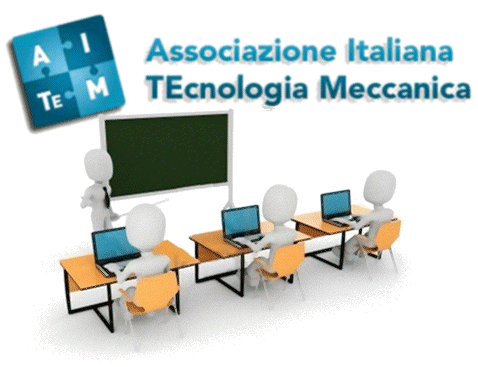 A I
TE M
Associazione Italiana
TEcnologia Meccanica